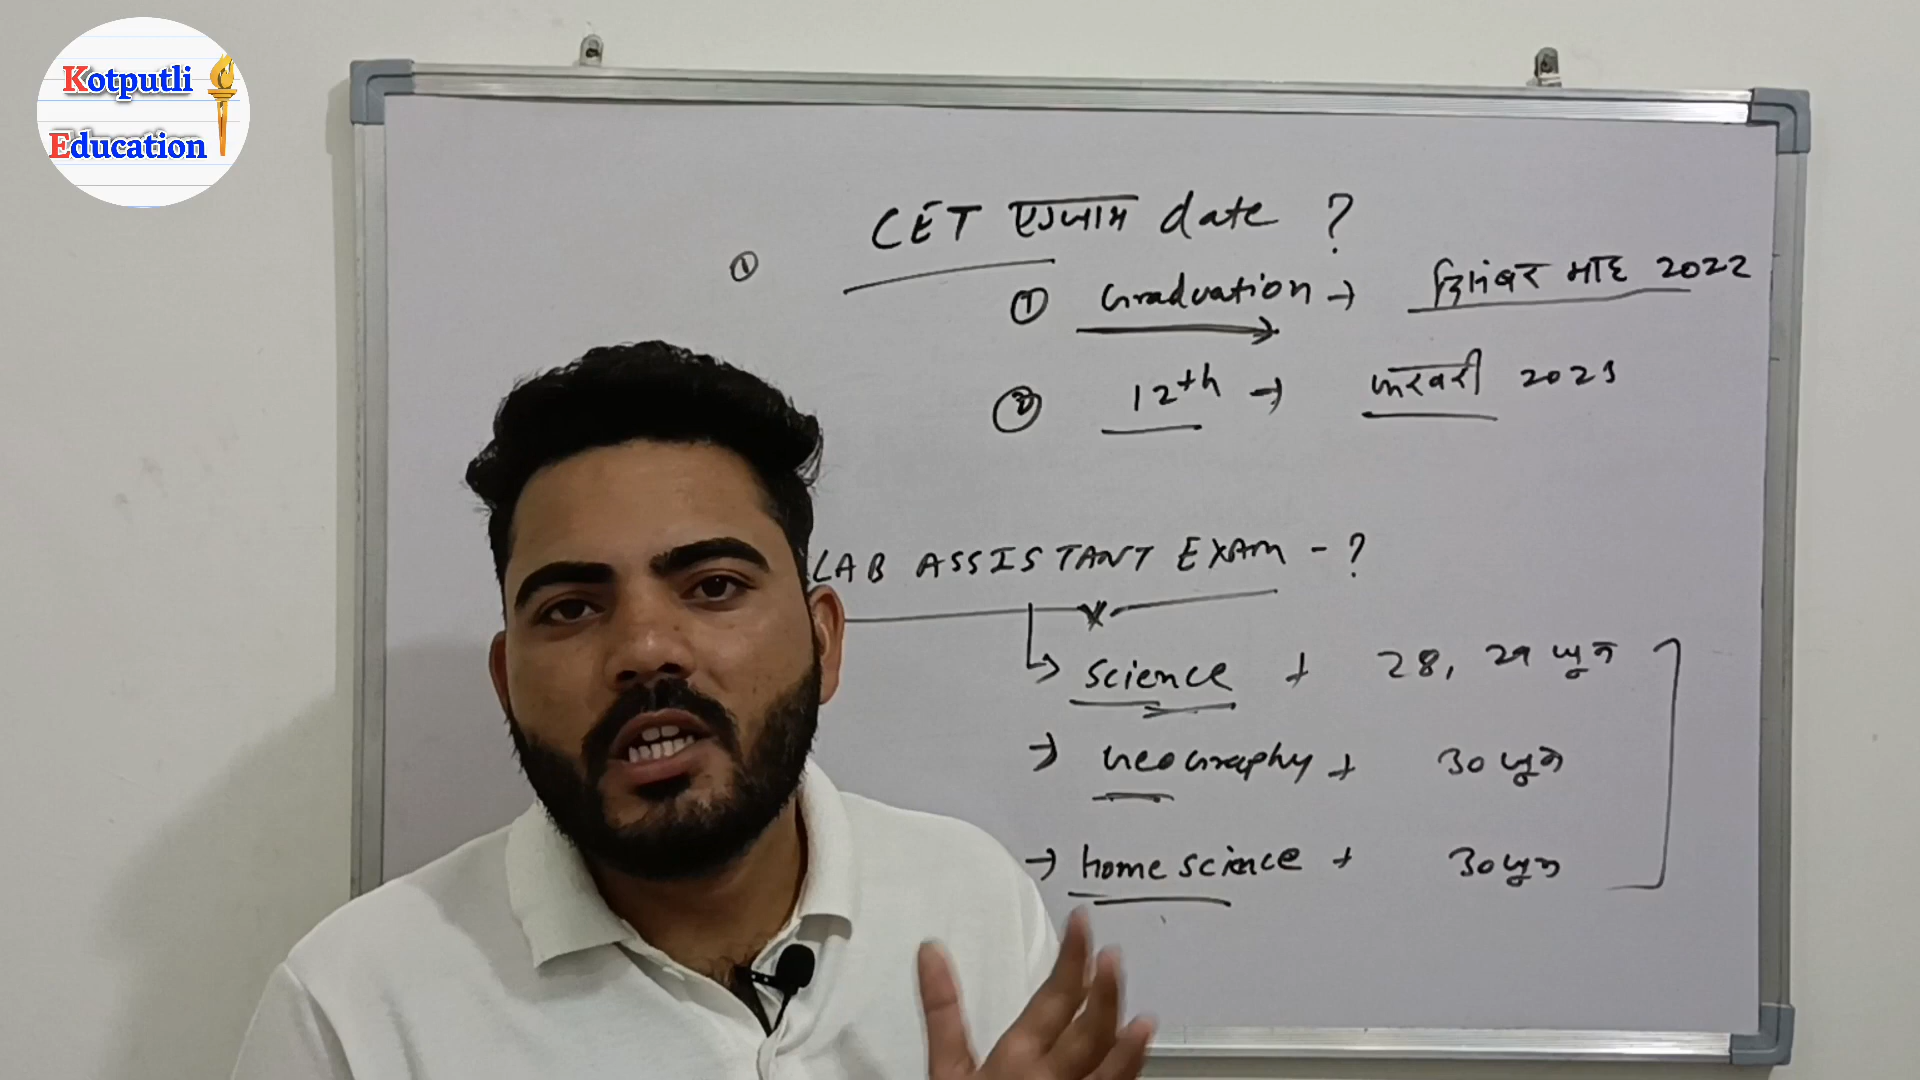 Kotputli
Education
CET एग्जाम date ?
①
① Graduation → दिसंबर माह 2022
② 12th → फरवरी 2023
LAB ASSISTANT EXAM - ?
→ science + 28, 29 जून
→ Geography + 30 जून
→ home science + 30 जून